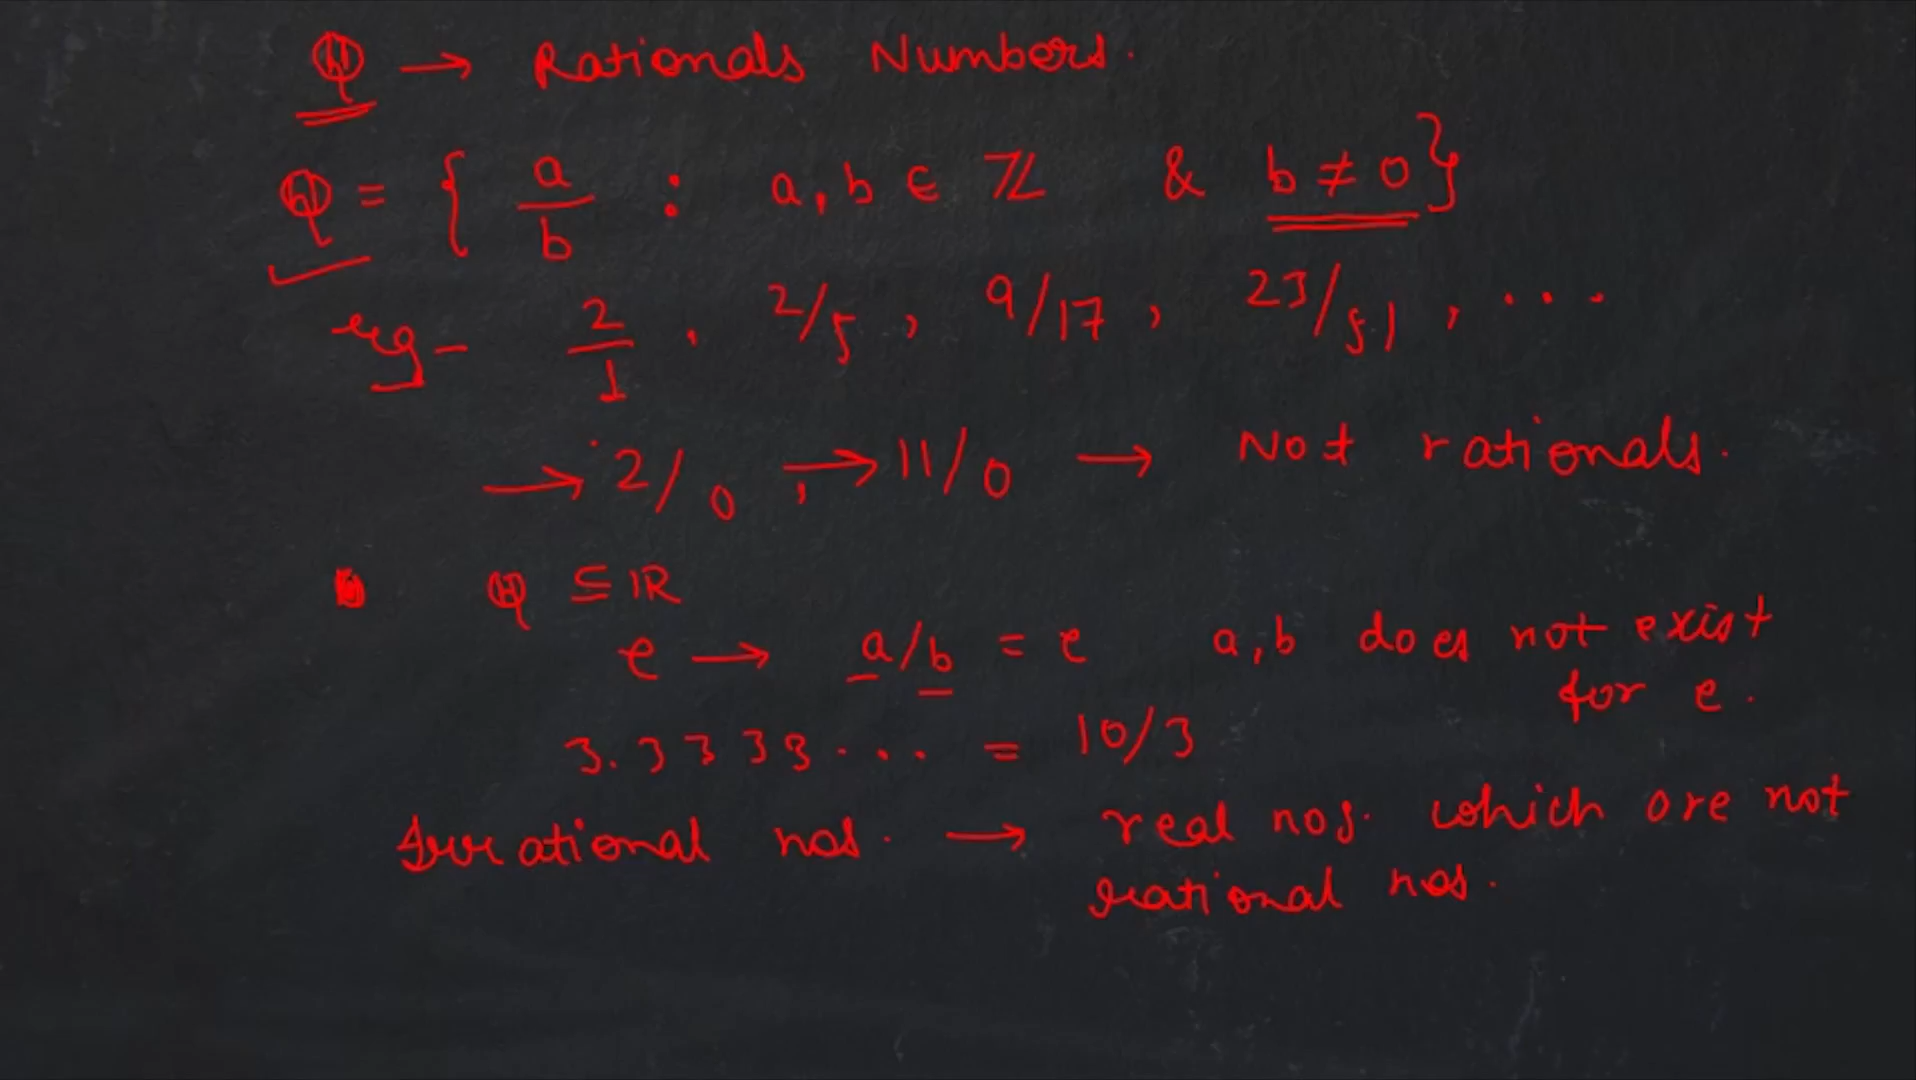 ℚ → Rationals Numbers.
ℚ = { a/b : a, b ∈ ℤ & b ≠ 0 }
eg - 2/1 , 2/5 , 9/17 , 23/51 , ...
→ 2/0 , → 11/0 → Not rationals.
ℚ ⊆ ℝ
e → a/b = e a, b does not exist
for e.
3.3333... = 10/3
Irrational nos. → real nos. which are not
rational nos.